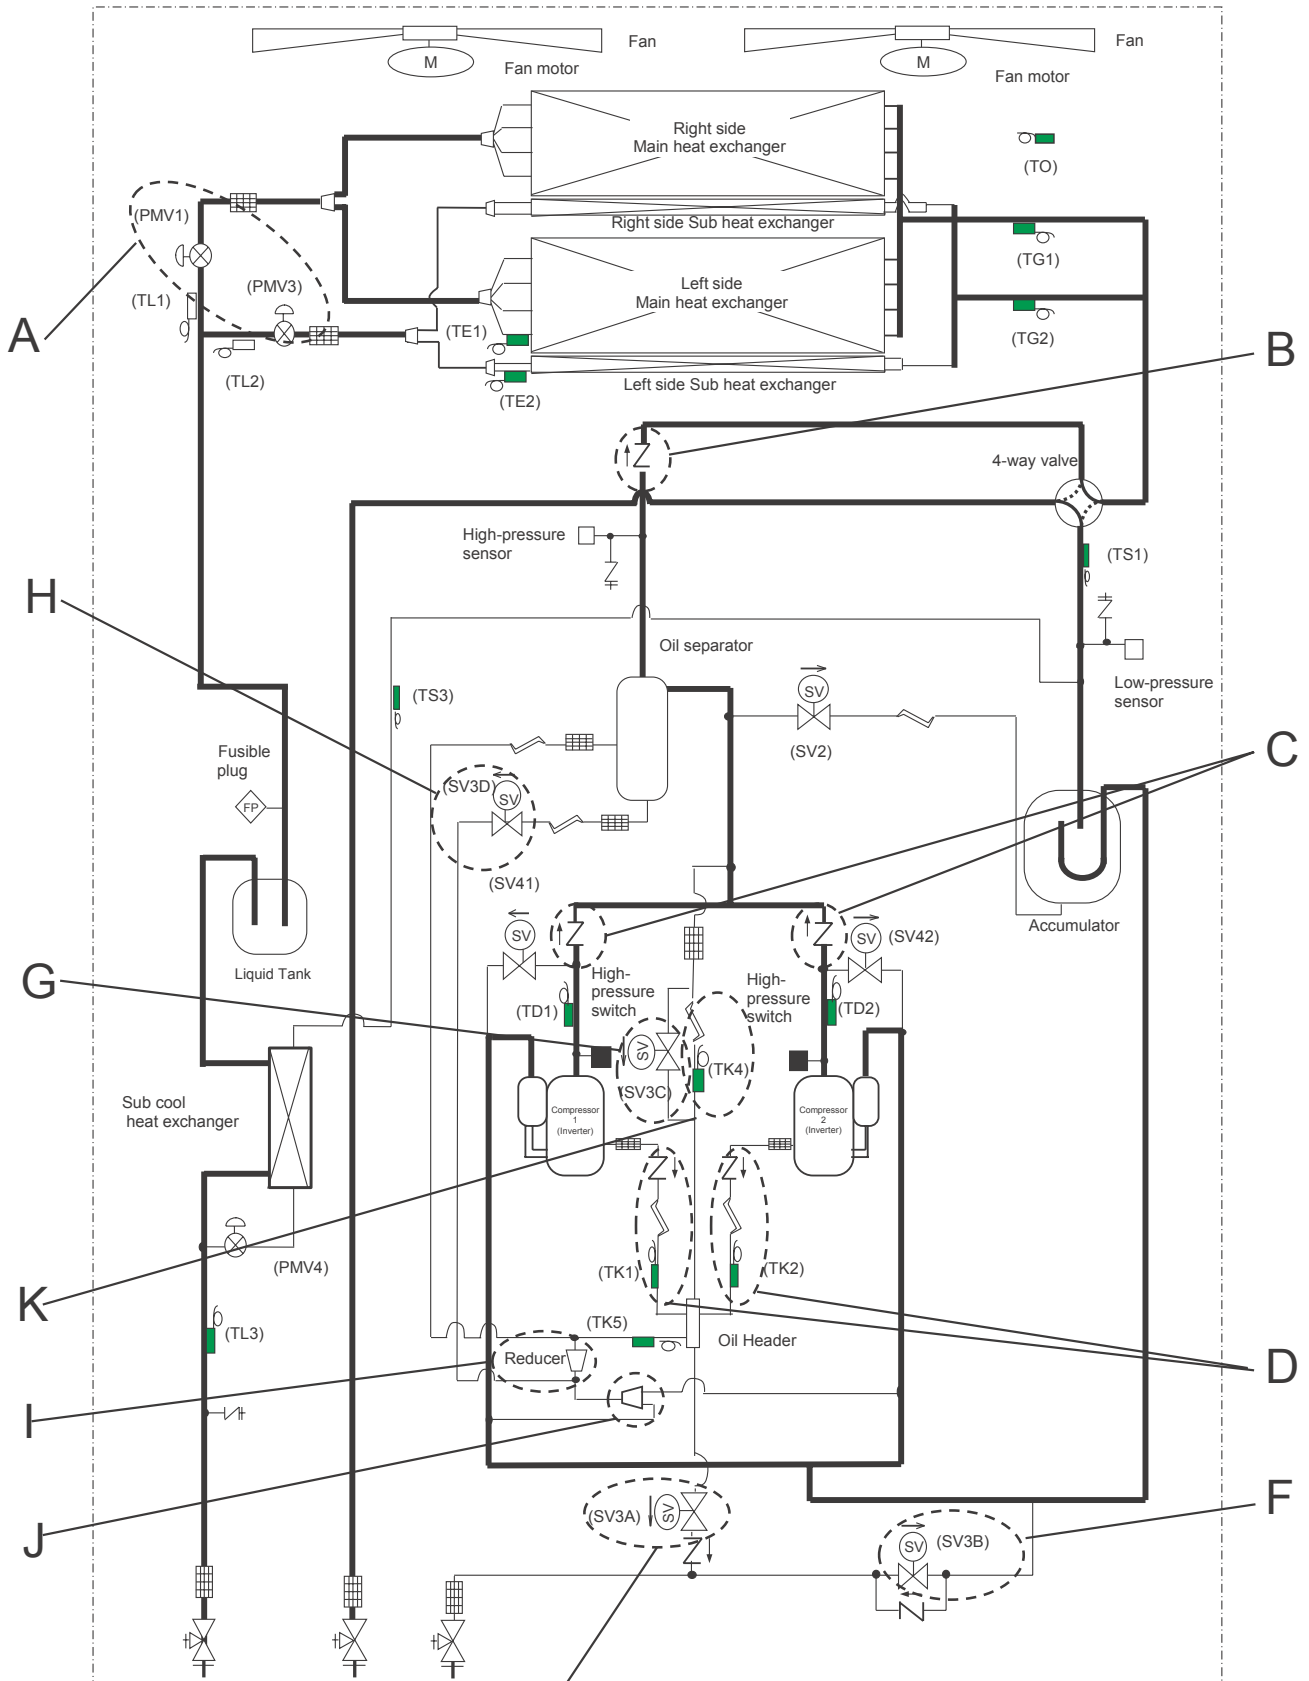 Fan
M
Fan motor
Fan
M
Fan motor
Right side
Main heat exchanger
(TO)
(PMV1)
Right side Sub heat exchanger
(TG1)
A
(TL1)
(PMV3)
Left side
Main heat exchanger
(TG2)
(TE1)
(TL2)
(TE2)
Left side Sub heat exchanger
B
4-way valve
High-pressure
sensor
(TS1)
H
Oil separator
(TS3)
Low-pressure
sensor
SV
(SV2)
Fusible
plug
FP
(SV3D)
SV
(SV41)
C
Liquid Tank
SV
SV
(SV42)
Accumulator
G
High-
pressure
switch
High-
pressure
switch
(TD1)
(TD2)
SV
(SV3C)
(TK4)
Sub cool
heat exchanger
Compressor
1
(Inverter)
Compressor
2
(Inverter)
(PMV4)
(TK1)
(TK2)
K
(TL3)
(TK5)
Oil Header
Reducer
D
I
J
(SV3A)
SV
SV
(SV3B)
F